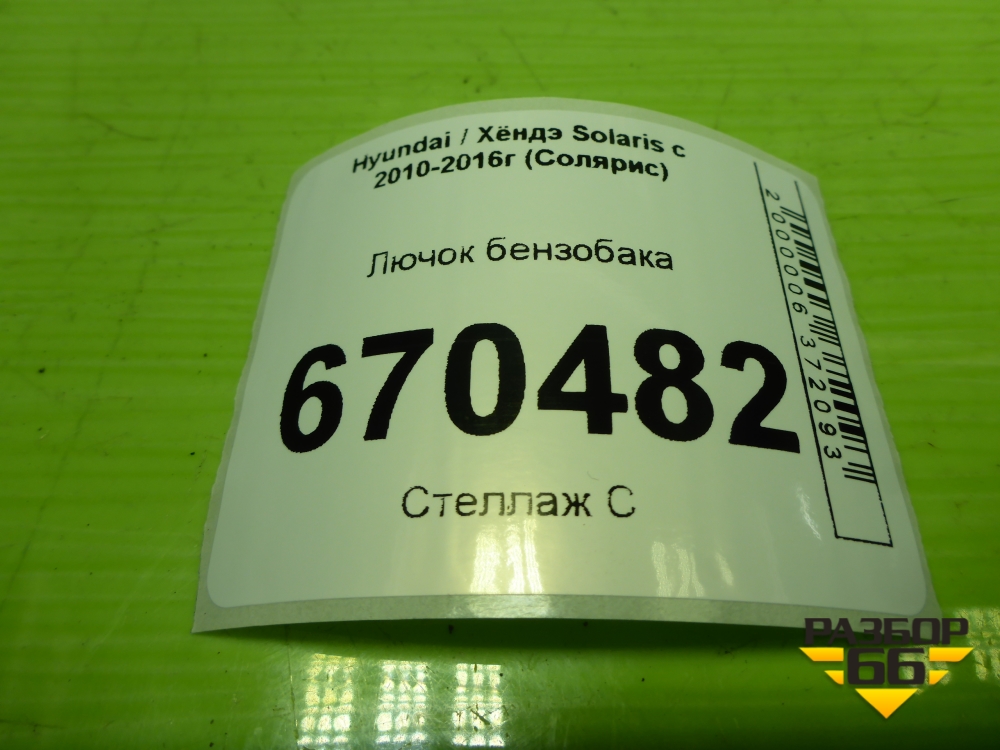 Hyundai / Хёндэ Solaris с
2010-2016г (Солярис)
Лючок бензобака
670482
Стеллаж С
2000006372093
РАЗБОР
66